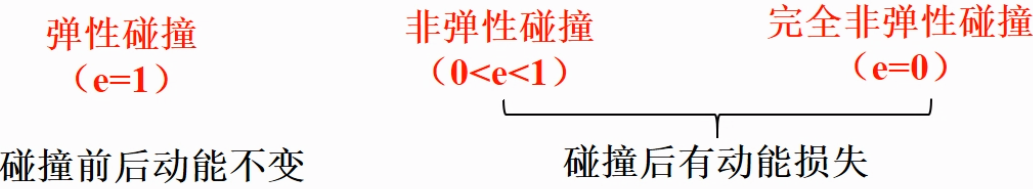 弹性碰撞
（e=1）
非弹性碰撞
（0<e<1）
完全非弹性碰撞
（e=0）
碰撞前后动能不变
碰撞后有动能损失